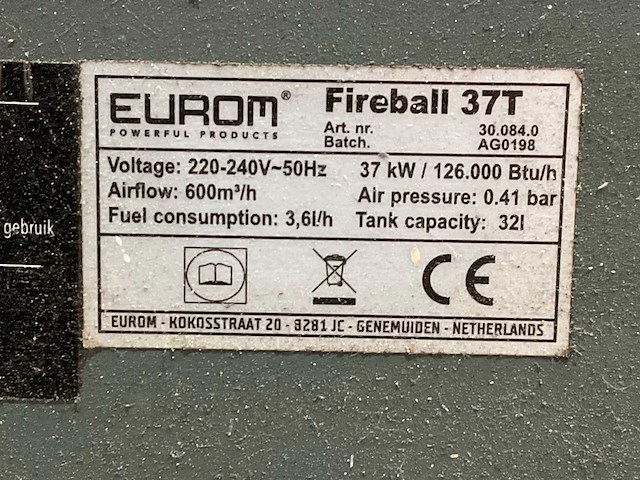 EUROM®
POWERFUL PRODUCTS
Fireball 37T
Art. nr. 30.084.0
Batch. AG0198
Voltage: 220-240V~50Hz 37 kW / 126.000 Btu/h
Airflow: 600m³/h Air pressure: 0.41 bar
Fuel consumption: 3,6l/h Tank capacity: 32l
gebruik
CE
EUROM - KOKOSSTRAAT 20 - 8281 JC - GENEMUIDEN - NETHERLANDS